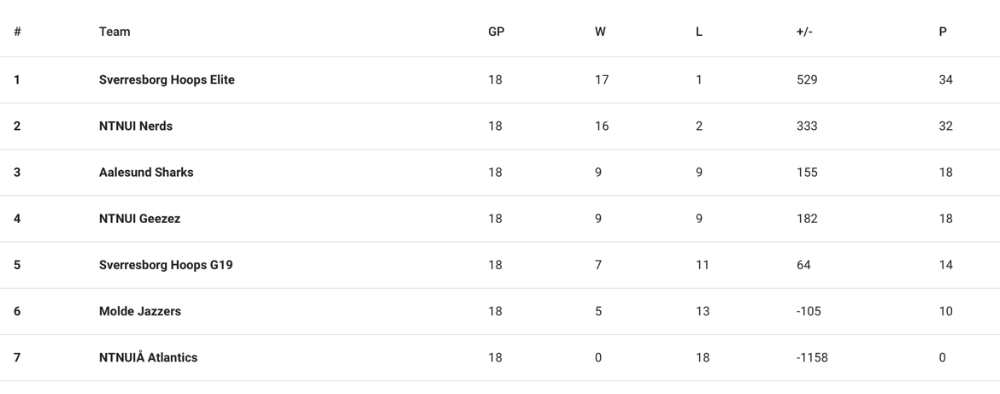 # Team GP W L +/- P
1 Sverresborg Hoops Elite 18 17 1 529 34
2 NTNUI Nerds 18 16 2 333 32
3 Aalesund Sharks 18 9 9 155 18
4 NTNUI Geezez 18 9 9 182 18
5 Sverresborg Hoops G19 18 7 11 64 14
6 Molde Jazzers 18 5 13 -105 10
7 NTNUIÅ Atlantics 18 0 18 -1158 0